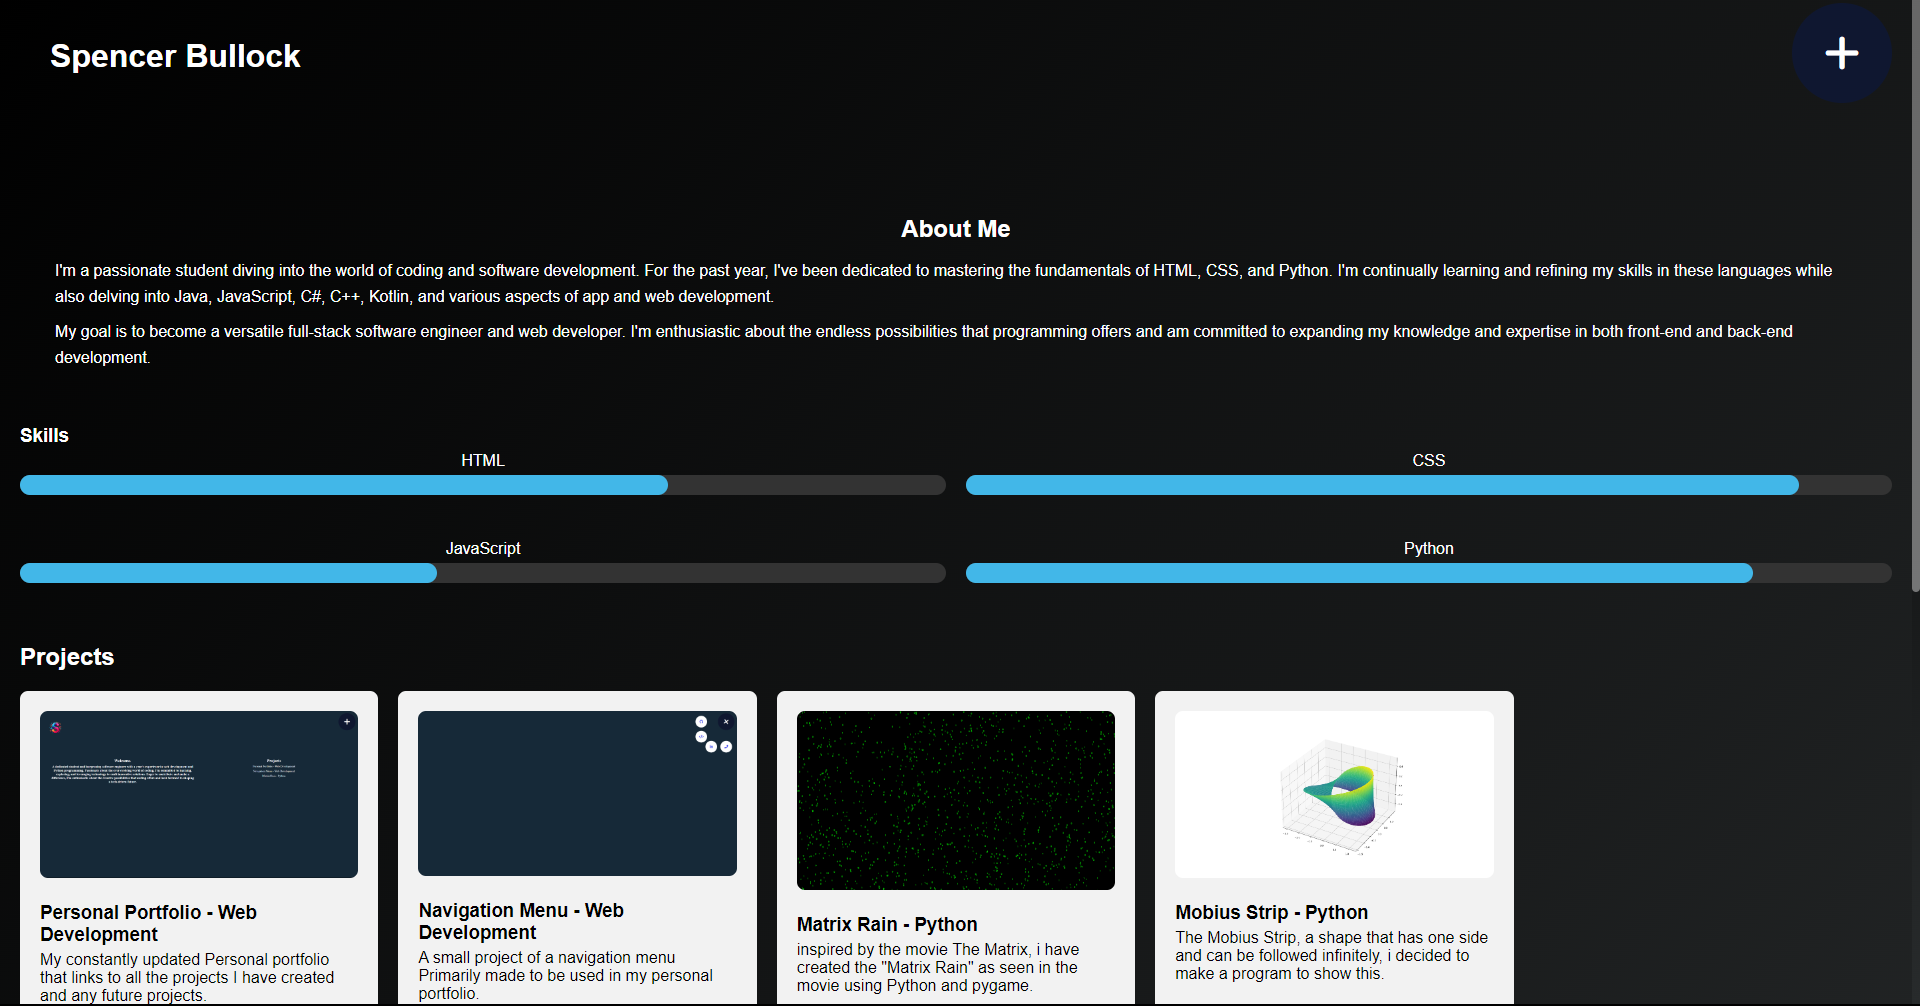 Spencer Bullock
About Me
I'm a passionate student diving into the world of coding and software development. For the past year, I've been dedicated to mastering the fundamentals of HTML, CSS, and Python. I'm continually learning and refining my skills in these languages while
also delving into Java, JavaScript, C#, C++, Kotlin, and various aspects of app and web development.
My goal is to become a versatile full-stack software engineer and web developer. I'm enthusiastic about the endless possibilities that programming offers and am committed to expanding my knowledge and expertise in both front-end and back-end
development.
Skills
HTML
CSS
JavaScript
Python
Projects
Welcome
Projects
Personal Portfolio - Web
Development
My constantly updated Personal portfolio
that links to all the projects I have created
and any future projects.
Navigation Menu - Web
Development
A small project of a navigation menu
Primarily made to be used in my personal
portfolio.
Matrix Rain - Python
inspired by the movie The Matrix, i have
created the "Matrix Rain" as seen in the
movie using Python and pygame.
Mobius Strip - Python
The Mobius Strip, a shape that has one side
and can be followed infinitely, i decided to
make a program to show this.